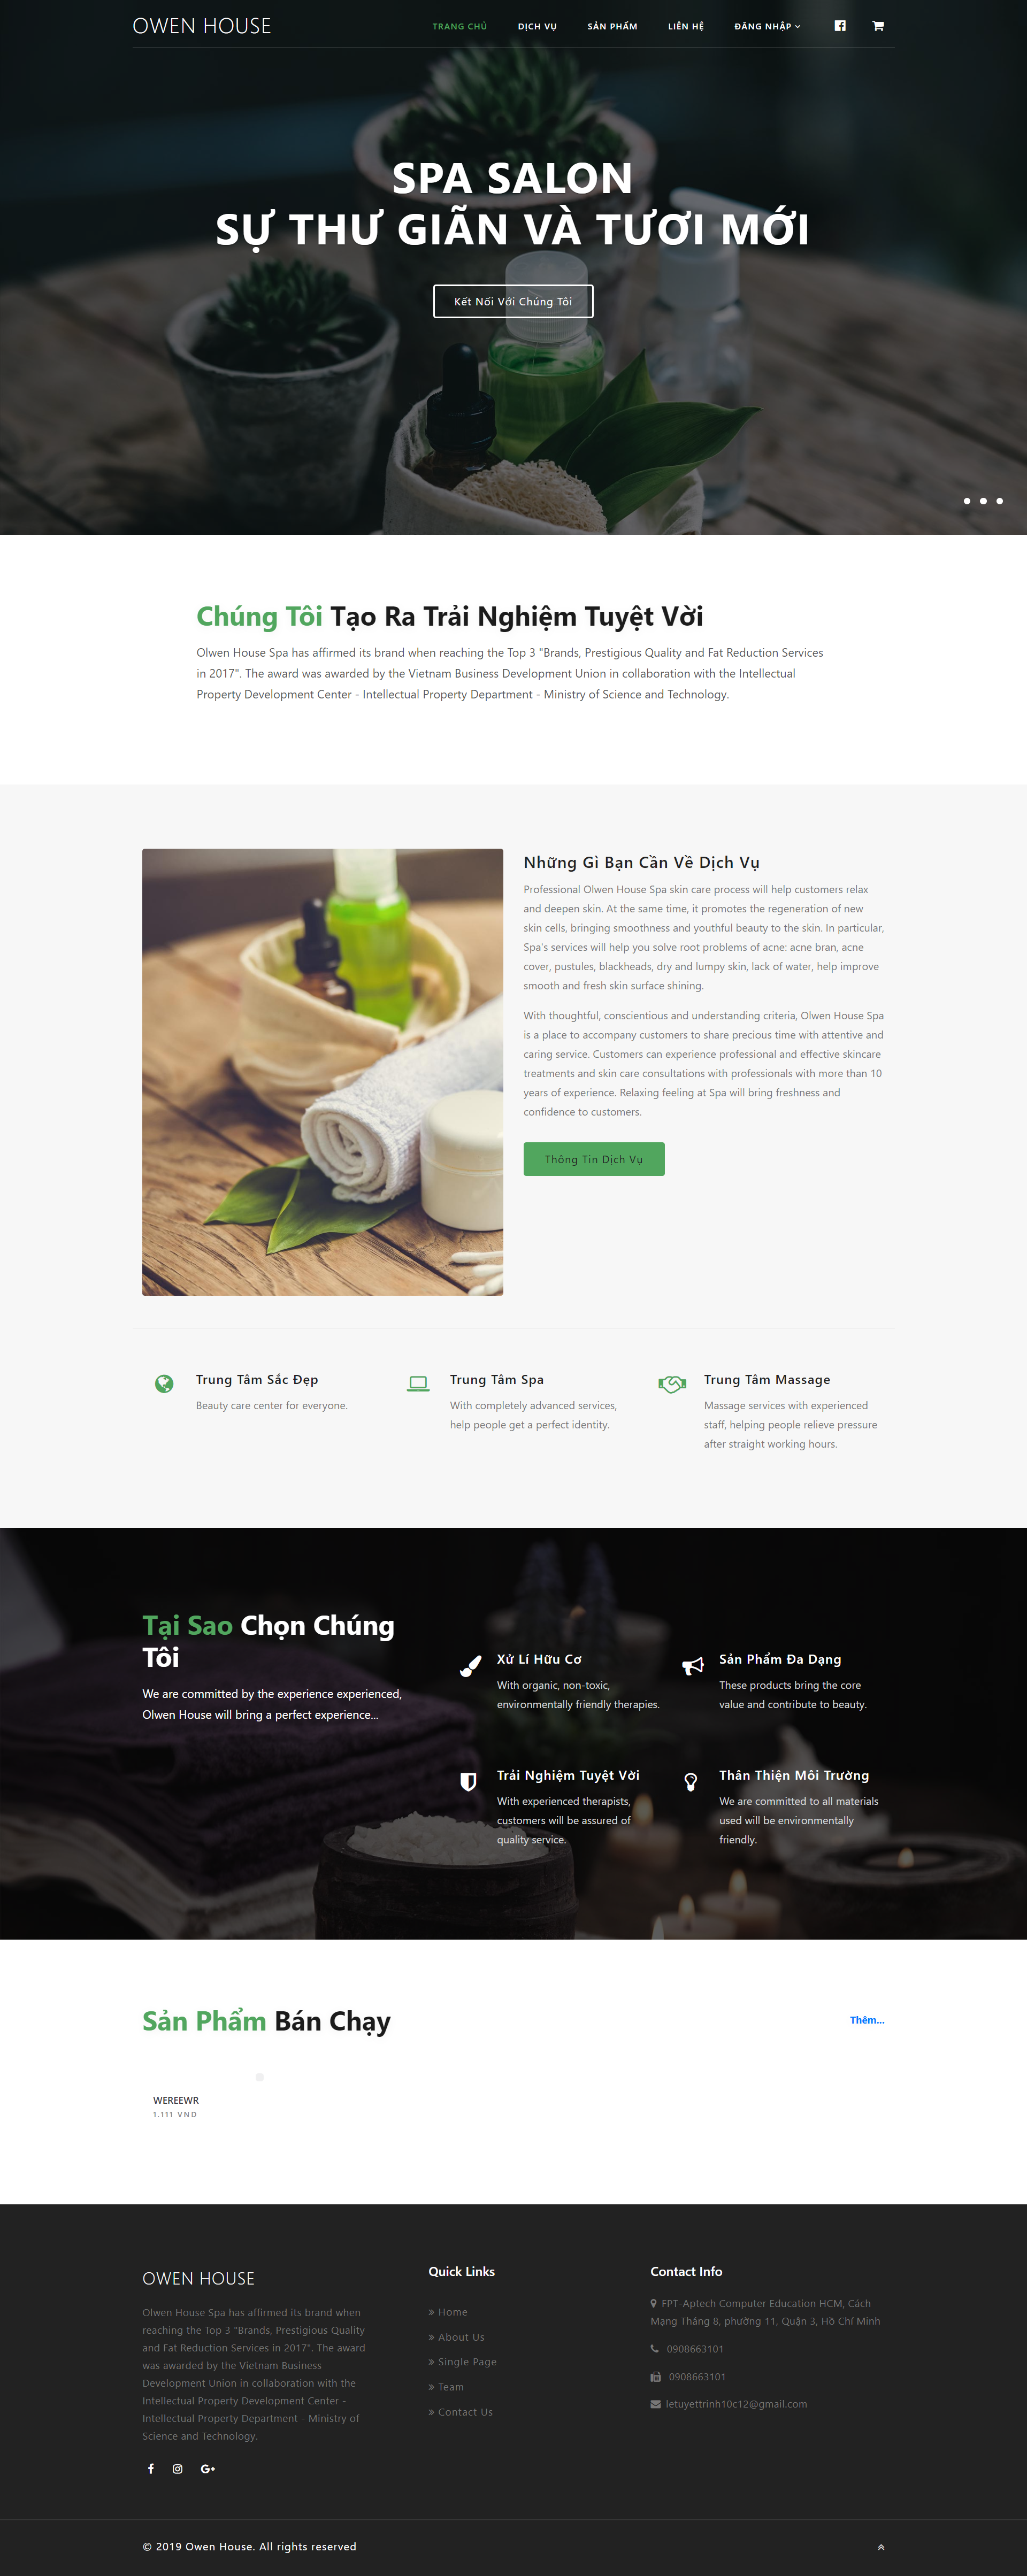 OWEN HOUSE
TRANG CHỦ
DỊCH VỤ
SẢN PHẨM
LIÊN HỆ
ĐĂNG NHẬP
SPA SALON
SỰ THƯ GIÃN VÀ TƯƠI MỚI
Kết Nối Với Chúng Tôi
Chúng Tôi Tạo Ra Trải Nghiệm Tuyệt Vời
Olwen House Spa has affirmed its brand when reaching the Top 3 "Brands, Prestigious Quality and Fat Reduction Services
in 2017". The award was awarded by the Vietnam Business Development Union in collaboration with the Intellectual
Property Development Center - Intellectual Property Department - Ministry of Science and Technology.
Những Gì Bạn Cần Về Dịch Vụ
Professional Olwen House Spa skin care process will help customers relax
and deepen skin. At the same time, it promotes the regeneration of new
skin cells, bringing smoothness and youthful beauty to the skin. In particular,
Spa's services will help you solve root problems of acne: acne bran, acne
cover, pustules, blackheads, dry and lumpy skin, lack of water, help improve
smooth and fresh skin surface shining.
With thoughtful, conscientious and understanding criteria, Olwen House Spa
is a place to accompany customers to share precious time with attentive and
caring service. Customers can experience professional and effective skincare
treatments and skin care consultations with professionals with more than 10
years of experience. Relaxing feeling at Spa will bring freshness and
confidence to customers.
Thông Tin Dịch Vụ
Trung Tâm Sắc Đẹp
Beauty care center for everyone.
Trung Tâm Spa
With completely advanced services,
help people get a perfect identity.
Trung Tâm Massage
Massage services with experienced
staff, helping people relieve pressure
after straight working hours.
Tại Sao Chọn Chúng
Tôi
We are committed by the experience experienced,
Olwen House will bring a perfect experience...
Xử Lí Hữu Cơ
With organic, non-toxic,
environmentally friendly therapies.
Sản Phẩm Đa Dạng
These products bring the core
value and contribute to beauty.
Trải Nghiệm Tuyệt Vời
With experienced therapists,
customers will be assured of
quality service.
Thân Thiện Môi Trường
We are committed to all materials
used will be environmentally
friendly.
Sản Phẩm Bán Chạy
Thêm...
WEREEWR
1.111 VND
OWEN HOUSE
Olwen House Spa has affirmed its brand when
reaching the Top 3 "Brands, Prestigious Quality
and Fat Reduction Services in 2017". The award
was awarded by the Vietnam Business
Development Union in collaboration with the
Intellectual Property Development Center -
Intellectual Property Department - Ministry of
Science and Technology.
Quick Links
Home
About Us
Single Page
Team
Contact Us
Contact Info
FPT-Aptech Computer Education HCM, Cách
Mạng Tháng 8, phường 11, Quận 3, Hồ Chí Minh
0908663101
0908663101
letuyettrinh10c12@gmail.com
© 2019 Owen House. All rights reserved